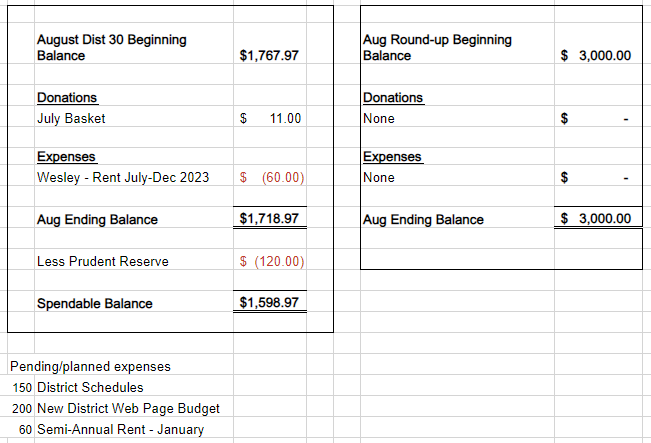 August Dist 30 Beginning
Balance $1,767.97
Donations
July Basket $ 11.00
Expenses
Wesley - Rent July-Dec 2023 $ (60.00)
Aug Ending Balance $1,718.97
Less Prudent Reserve $ (120.00)
Spendable Balance $1,598.97
Aug Round-up Beginning
Balance $ 3,000.00
Donations
None $ -
Expenses
None $ -
Aug Ending Balance $ 3,000.00
Pending/planned expenses
150 District Schedules
200 New District Web Page Budget
60 Semi-Annual Rent - January